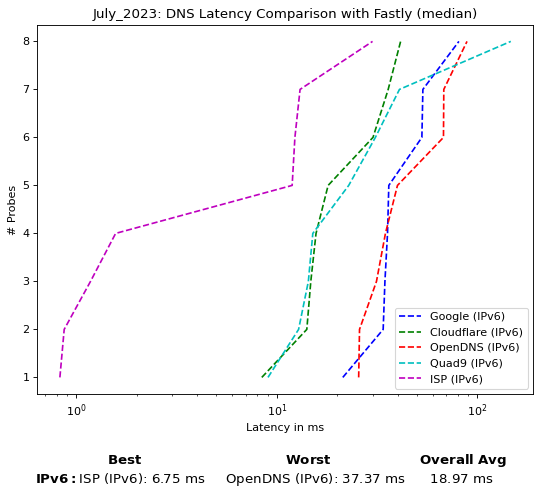 July_2023: DNS Latency Comparison with Fastly (median)
8
7
6
5
4
3
2
1
# Probes
10⁰
10¹
10²
Latency in ms
Google (IPv6)
Cloudflare (IPv6)
OpenDNS (IPv6)
Quad9 (IPv6)
ISP (IPv6)
Best Worst Overall Avg
IPv6: ISP (IPv6): 6.75 ms OpenDNS (IPv6): 37.37 ms 18.97 ms